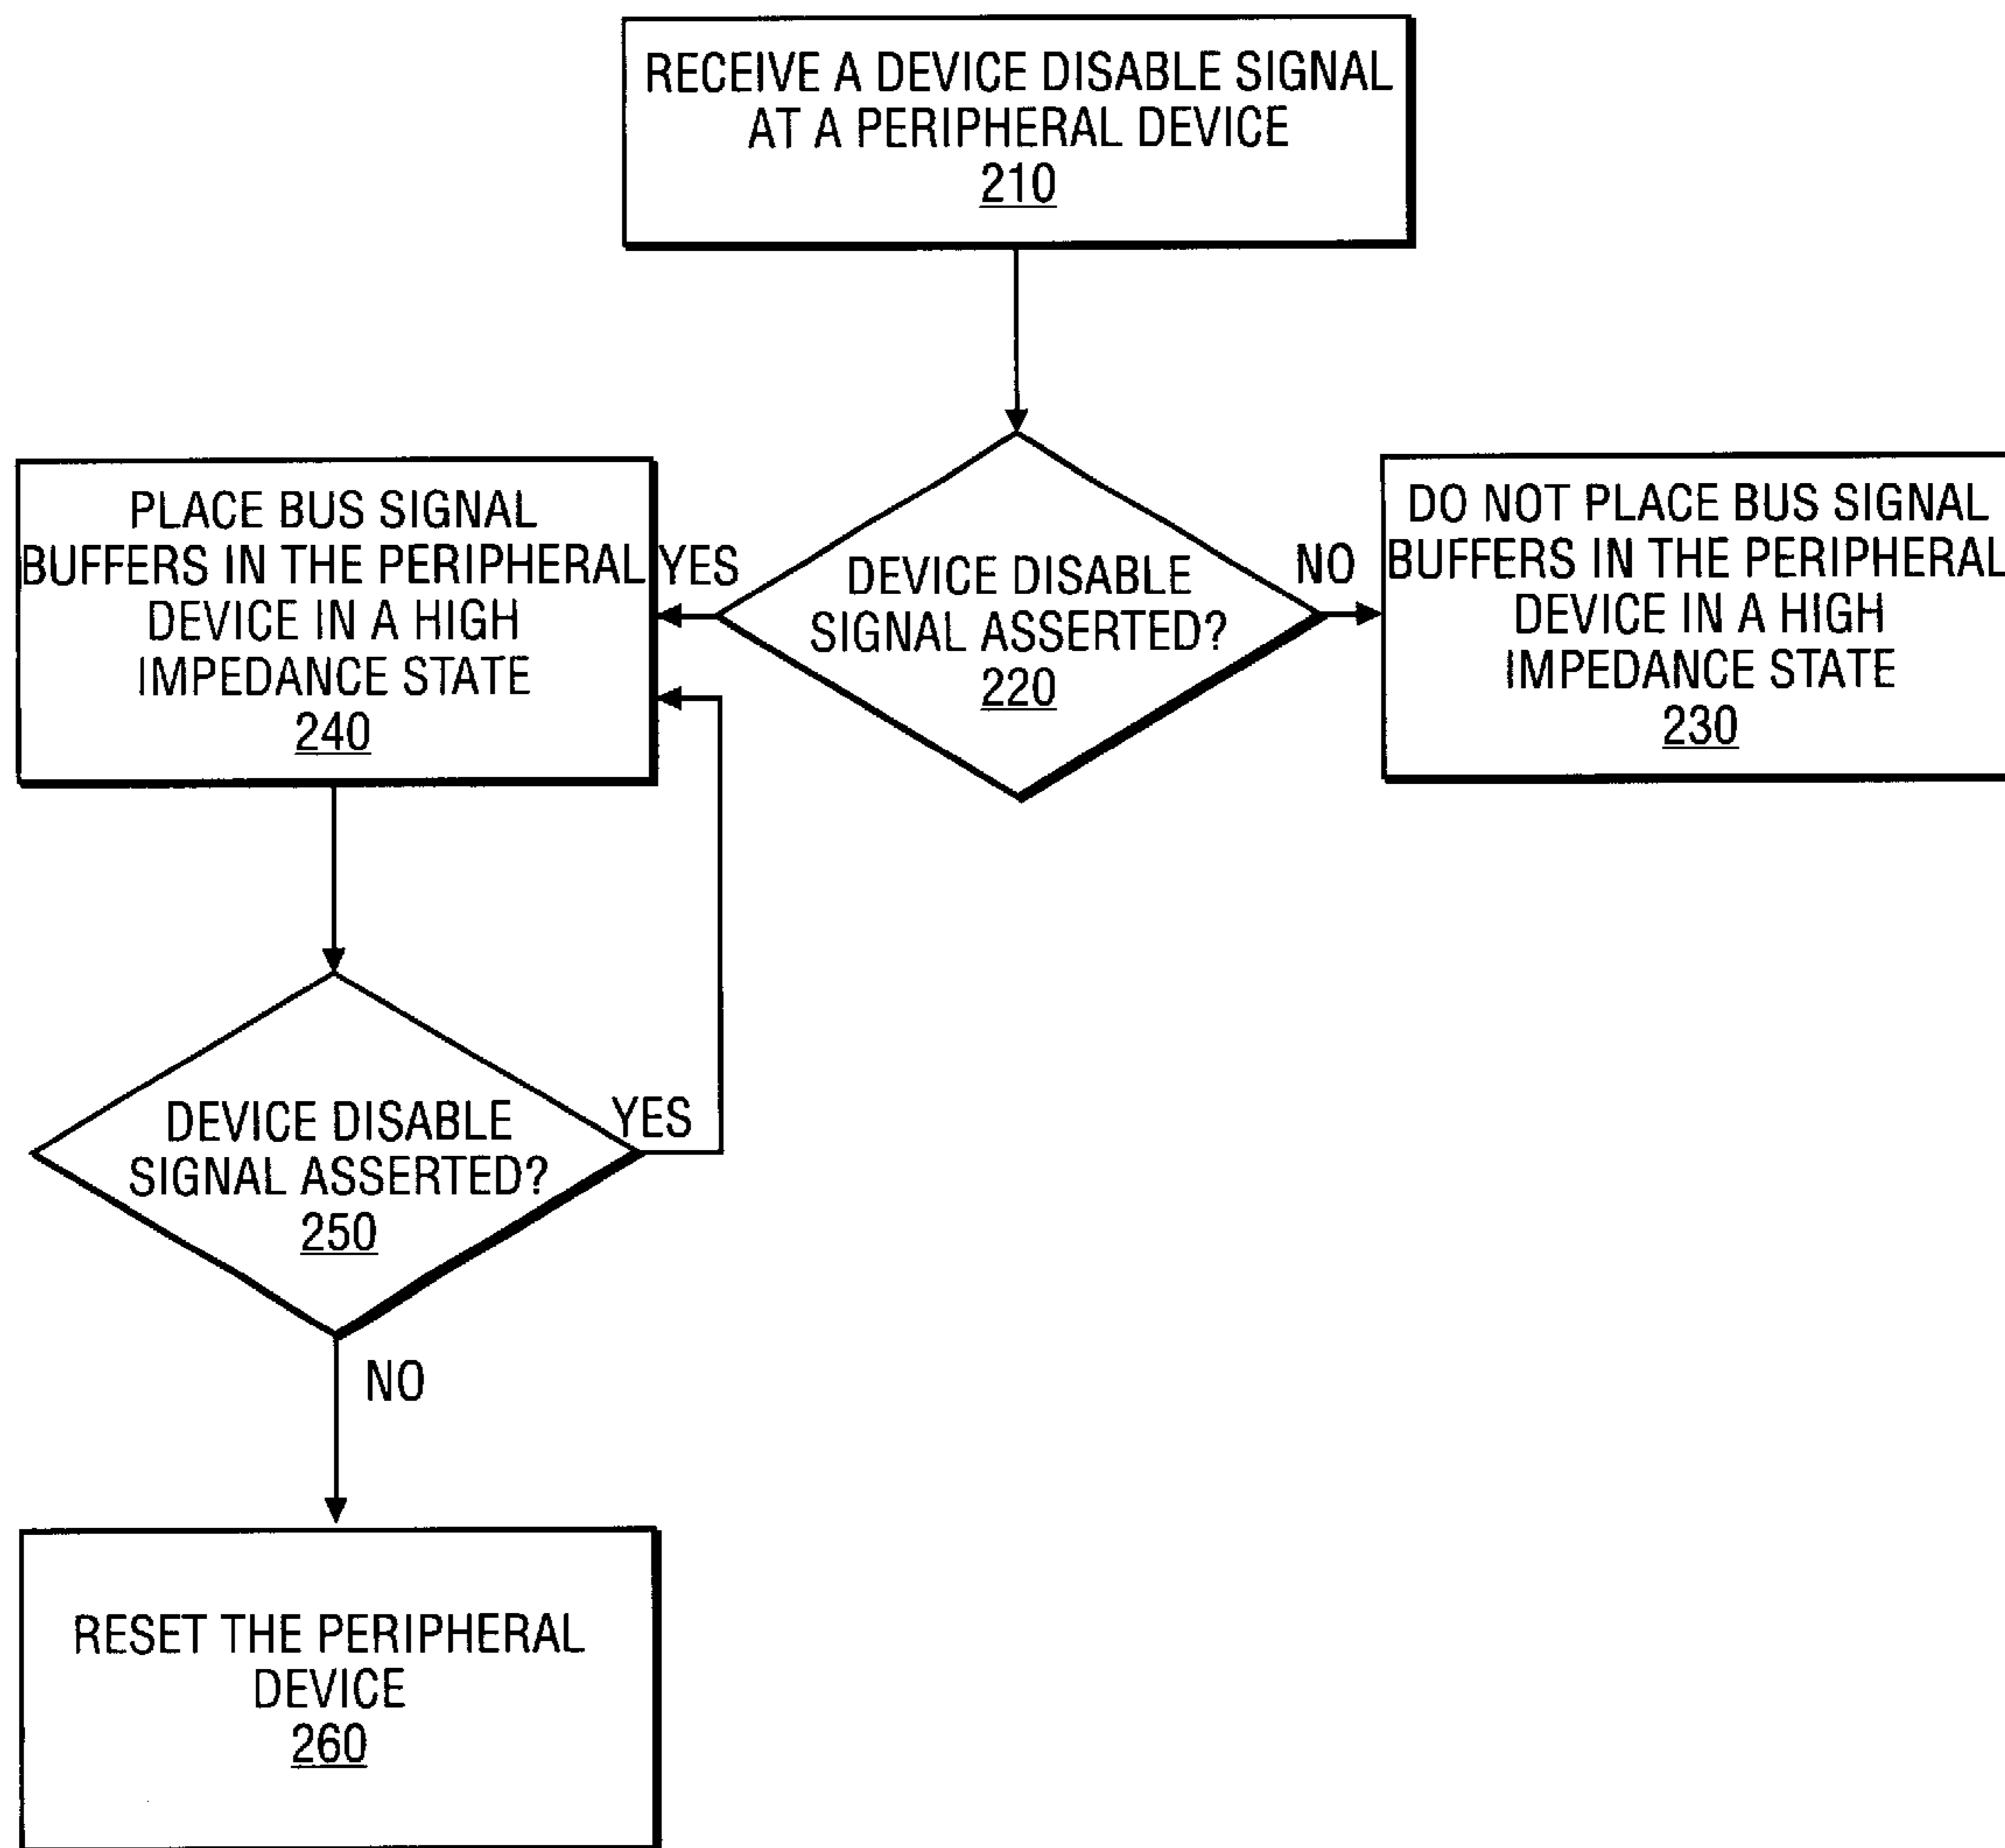 RECEIVE A DEVICE DISABLE SIGNAL
AT A PERIPHERAL DEVICE
210
DEVICE DISABLE
SIGNAL ASSERTED?
220
YES
NO
PLACE BUS SIGNAL
BUFFERS IN THE PERIPHERAL
DEVICE IN A HIGH
IMPEDANCE STATE
240
DO NOT PLACE BUS SIGNAL
BUFFERS IN THE PERIPHERAL
DEVICE IN A HIGH
IMPEDANCE STATE
230
DEVICE DISABLE
SIGNAL ASSERTED?
250
YES
NO
RESET THE PERIPHERAL
DEVICE
260